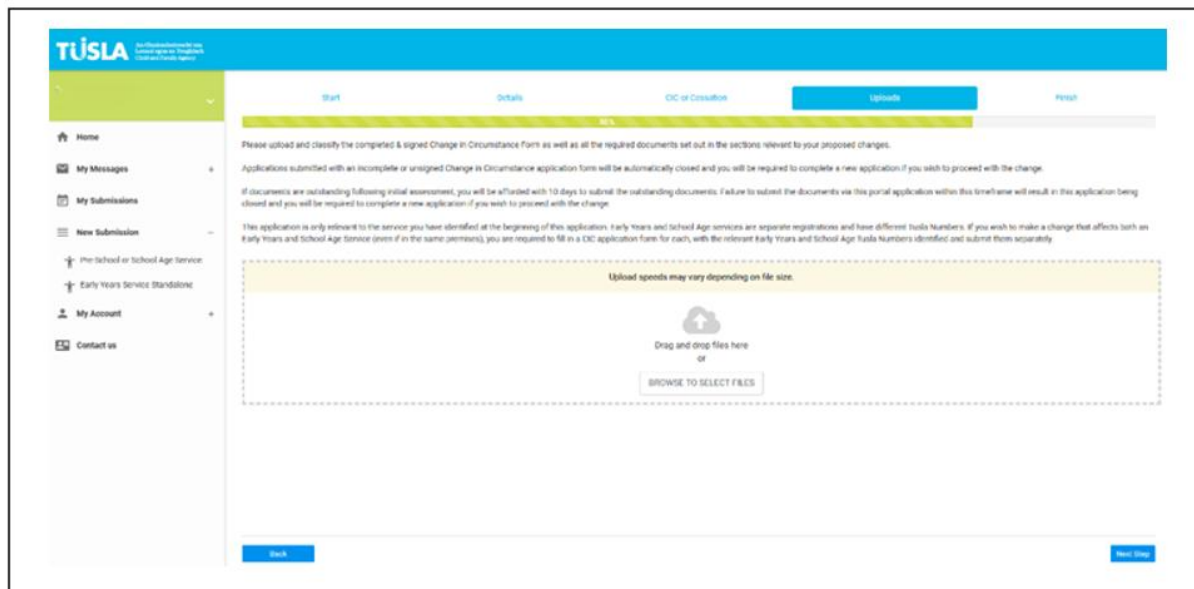 TUSLA
An Ghníomhaireacht um
Leanaí agus an Teaghlach
Child and Family Agency
Start
Details
CIC or Cessation
Uploads
Finish
Home
My Messages
My Submissions
New Submission
Pre-School or School Age Service
Early Years Service Standalone
My Account
Contact us
Please upload and classify the completed & signed Change in Circumstance Form as well as all the required documents set out in the sections relevant to your proposed changes.
Applications submitted with an incomplete or unsigned Change in Circumstance application form will be automatically closed and you will be required to complete a new application if you wish to proceed with the change.
If documents are outstanding following initial assessment, you will be afforded with 10 days to submit the outstanding documents. Failure to submit the documents via this portal application within this timeframe will result in this application being
closed and you will be required to complete a new application if you wish to proceed with the change.
This application is only relevant to the service you have identified at the beginning of this application. Early Years and School Age services are separate registrations and have different Tusla Numbers. If you wish to make a change that affects both an
Early Years and School Age Service (even if in the same premises), you are required to fill in a CIC application form for each, with the relevant Early Years and School Age Tusla Numbers identified and submit them separately
Upload speeds may vary depending on file size.
Drag and drop files here
or
BROWSE TO SELECT FILES
Back
Next Step